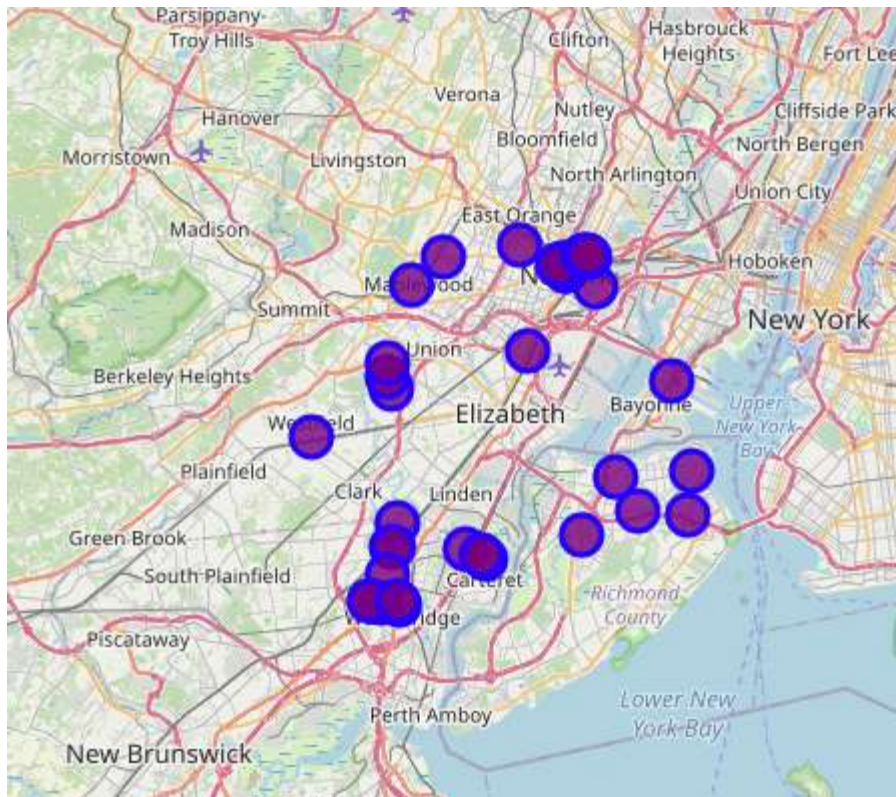 Parsippany-
Troy Hills
Clifton
Hasbrouck
Heights
Fort Lee
Verona
Nutley
Cliffside Park
Hanover
Bloomfield
North Bergen
Morristown
Livingston
North Arlington
Union City
East Orange
Madison
Hoboken
Summit
New York
Union
Berkeley Heights
Bayonne
Elizabeth
Upper
New York
Bay
Plainfield
Clark
Linden
Green Brook
South Plainfield
Carteret
Richmond
County
Piscataway
Lower New
York Bay
Perth Amboy
New Brunswick